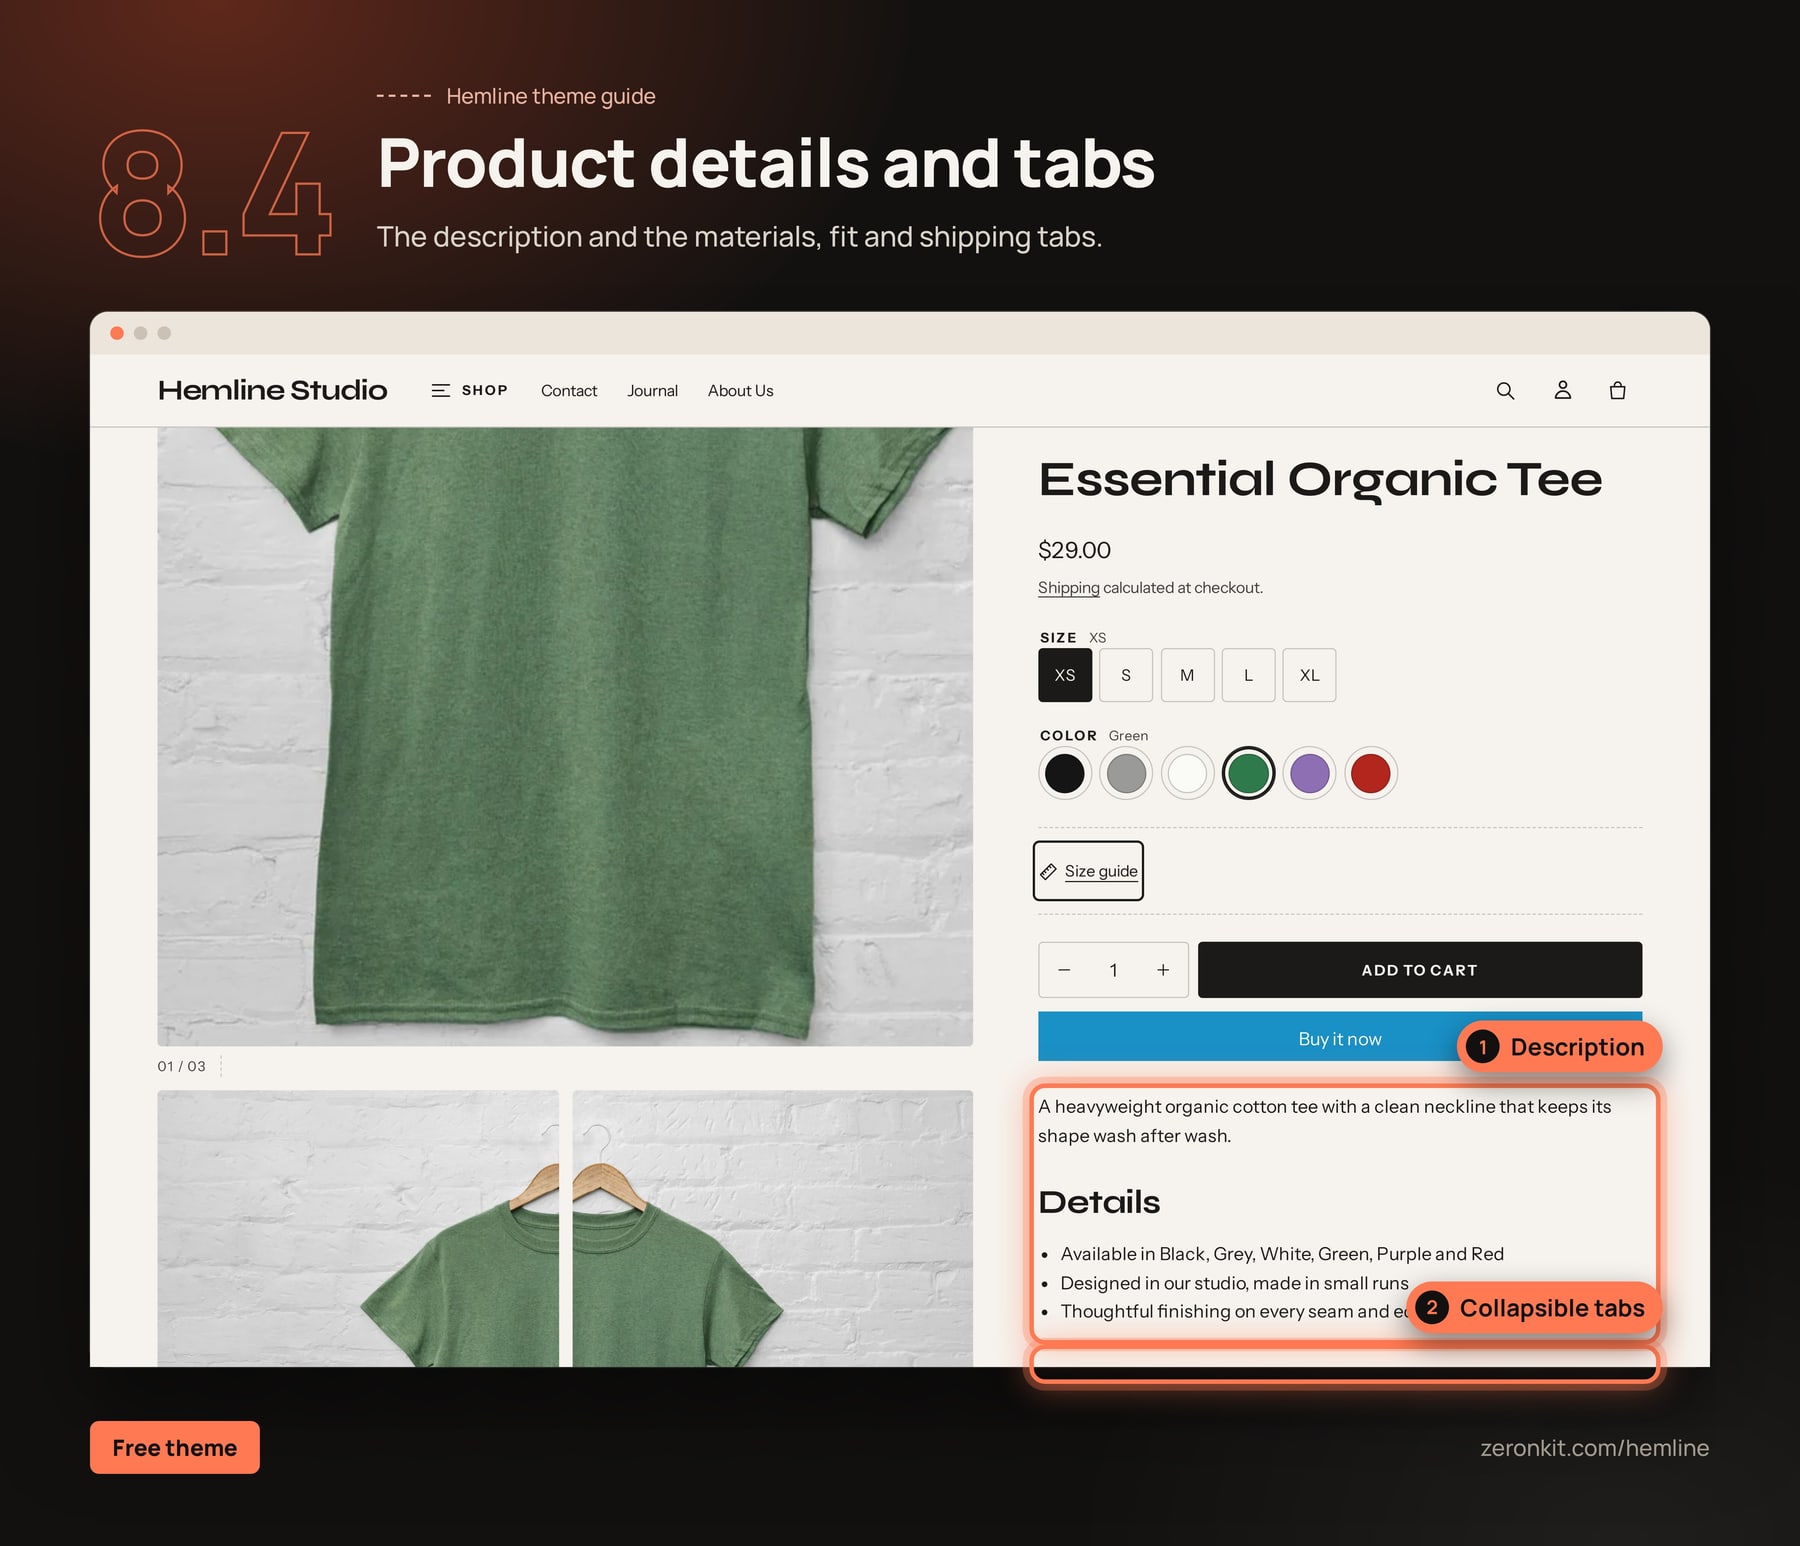 Hemline theme guide
8.4
Product details and tabs
The description and the materials, fit and shipping tabs.
Hemline Studio
SHOP
Contact
Journal
About Us
Essential Organic Tee
$29.00
Shipping calculated at checkout.
SIZE XS
XS S M L XL
COLOR Green
Size guide
− 1 +
ADD TO CART
Buy it now
1 Description
01 / 03
A heavyweight organic cotton tee with a clean neckline that keeps its
shape wash after wash.
Details
• Available in Black, Grey, White, Green, Purple and Red
• Designed in our studio, made in small runs
• Thoughtful finishing on every seam and
2 Collapsible tabs
Free theme
zeronkit.com/hemline